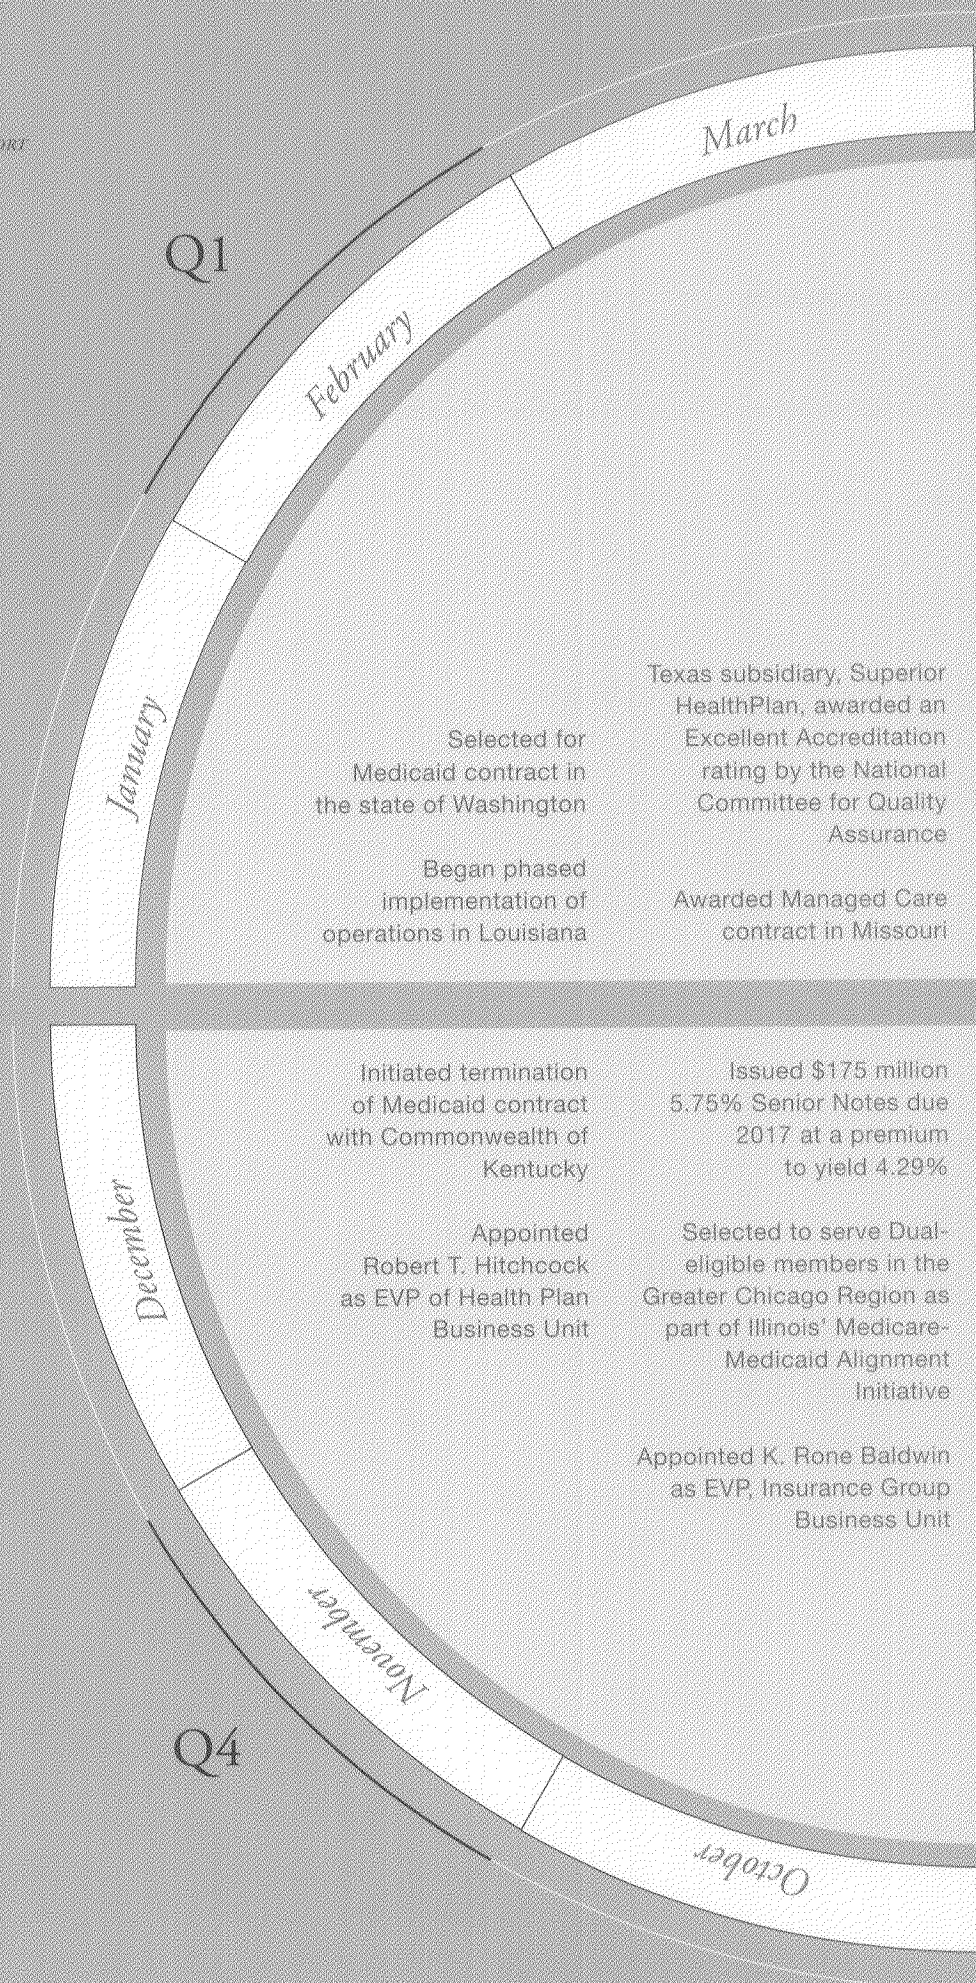 ORT
March
Q1
February
January
Selected for
Medicaid contract in
the state of Washington
Began phased
implementation of
operations in Louisiana
Texas subsidiary, Superior
HealthPlan, awarded an
Excellent Accreditation
rating by the National
Committee for Quality
Assurance
Awarded Managed Care
contract in Missouri
Initiated termination
of Medicaid contract
with Commonwealth of
Kentucky
Appointed
Robert T. Hitchcock
as EVP of Health Plan
Business Unit
Issued $175 million
5.75% Senior Notes due
2017 at a premium
to yield 4.29%
Selected to serve Dual-
eligible members in the
Greater Chicago Region as
part of Illinois' Medicare-
Medicaid Alignment
Initiative
Appointed K. Rone Baldwin
as EVP, Insurance Group
Business Unit
December
November
Q4
October